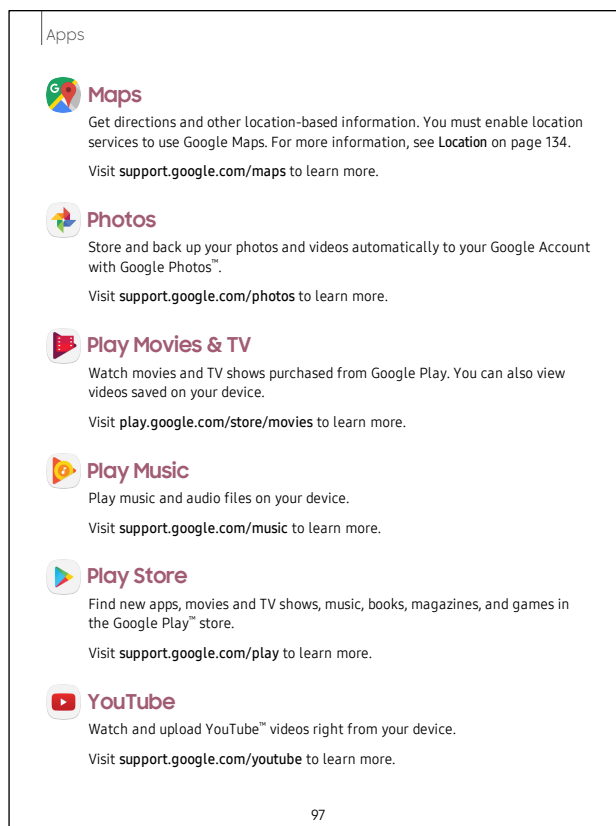 Apps
Maps
Get directions and other location-based information. You must enable location
services to use Google Maps. For more information, see Location on page 134.
Visit support.google.com/maps to learn more.
Photos
Store and back up your photos and videos automatically to your Google Account
with Google Photos™.
Visit support.google.com/photos to learn more.
Play Movies & TV
Watch movies and TV shows purchased from Google Play. You can also view
videos saved on your device.
Visit play.google.com/store/movies to learn more.
Play Music
Play music and audio files on your device.
Visit support.google.com/music to learn more.
Play Store
Find new apps, movies and TV shows, music, books, magazines, and games in
the Google Play™ store.
Visit support.google.com/play to learn more.
YouTube
Watch and upload YouTube™ videos right from your device.
Visit support.google.com/youtube to learn more.
97